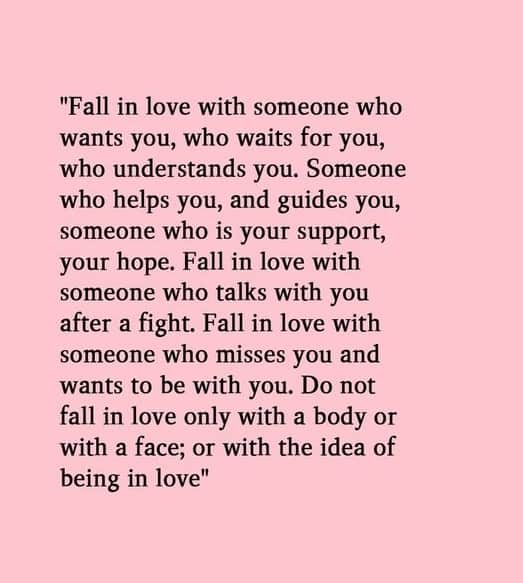 "Fall in love with someone who
wants you, who waits for you,
who understands you. Someone
who helps you, and guides you,
someone who is your support,
your hope. Fall in love with
someone who talks with you
after a fight. Fall in love with
someone who misses you and
wants to be with you. Do not
fall in love only with a body or
with a face; or with the idea of
being in love"